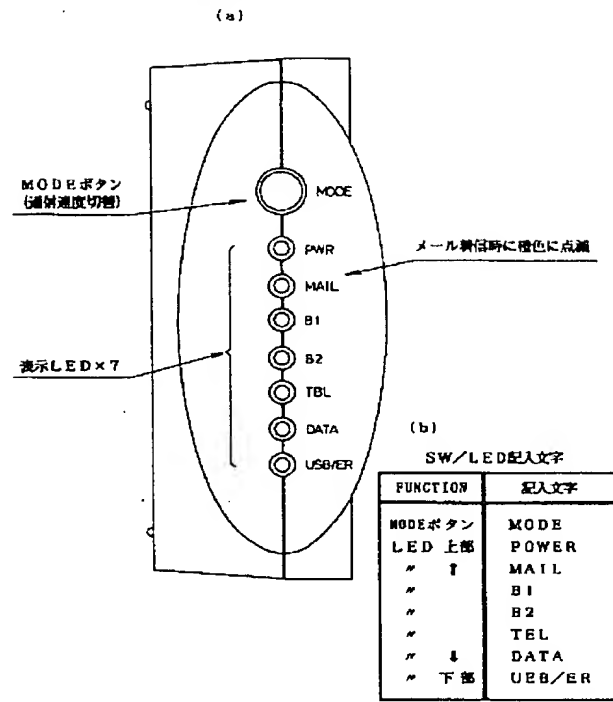 (a)
MODEボタン
(通信速度切替)
MODE
PWR
メール着信時に橙色に点滅
MAIL
B1
B2
表示LED×7
TBL
DATA
USB/ER
(b)
SW/LED記入文字
FUNCTION 記入文字
MODEボタン MODE
LED 上部 POWER
〃 ↑ MAIL
〃 B1
〃 B2
〃 TEL
〃 ↓ DATA
〃 下部 UEB/ER